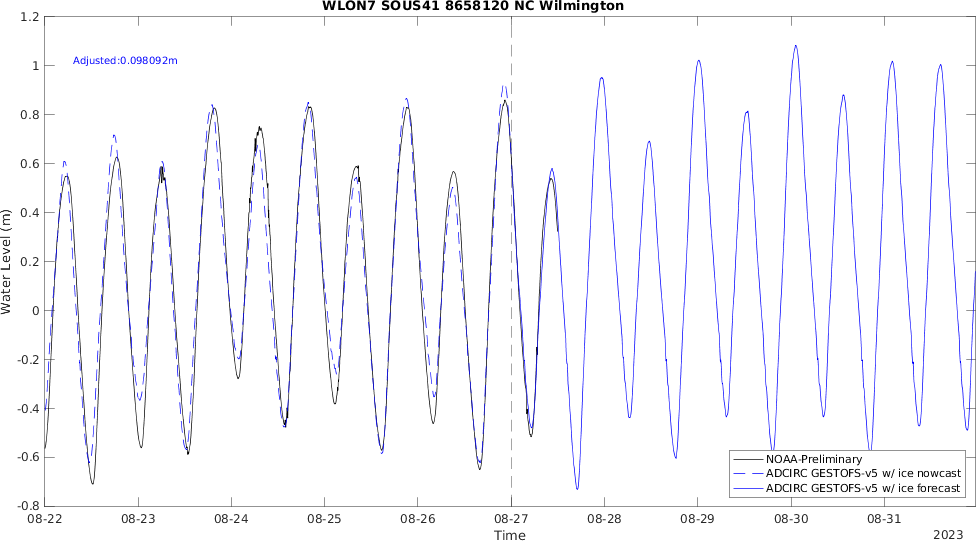 WLON7 SOUS41 8658120 NC Wilmington
1.2
Adjusted:0.098092m
1
0.8
0.6
0.4
0.2
0
-0.2
-0.4
-0.6
-0.8
Water Level (m)
NOAA-Preliminary
ADCIRC GESTOFS-v5 w/ ice nowcast
ADCIRC GESTOFS-v5 w/ ice forecast
08-22 08-23 08-24 08-25 08-26 08-27 08-28 08-29 08-30 08-31
Time
2023